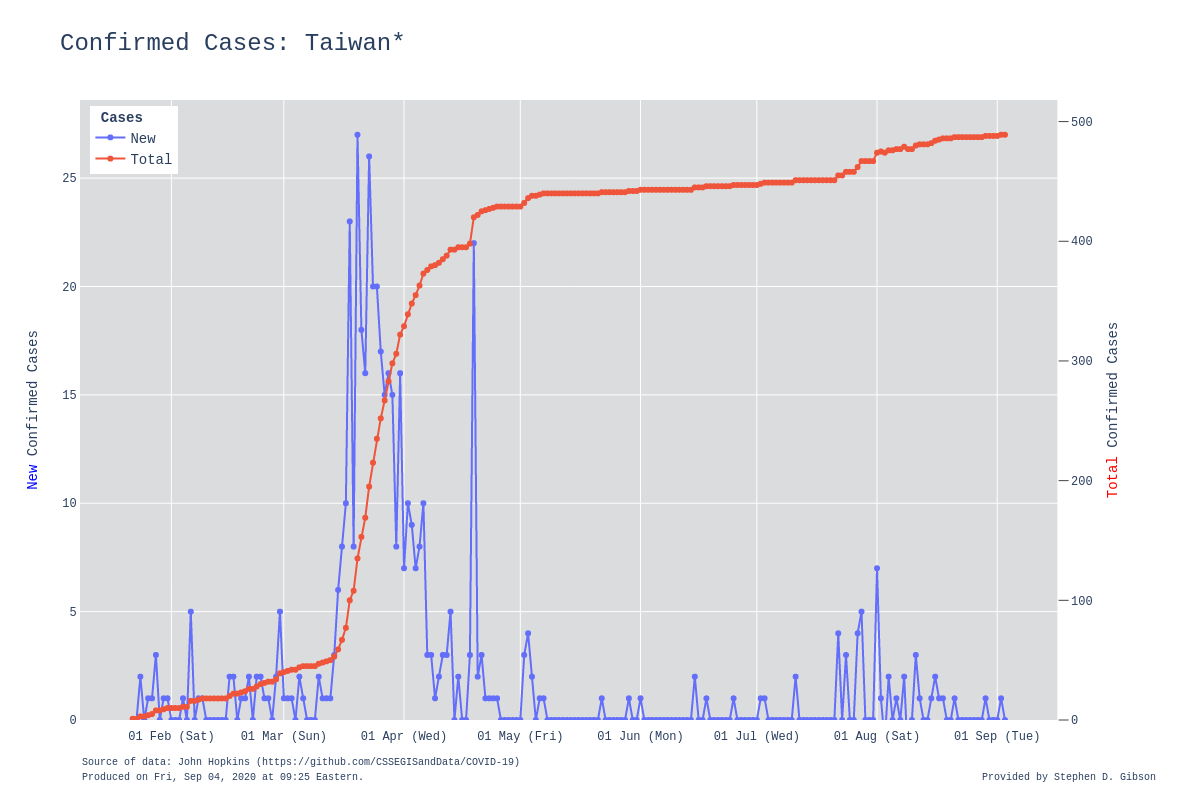 Confirmed Cases: Taiwan*
Cases
New
Total
25
20
15
10
5
0
500
400
300
200
100
0
New Confirmed Cases
Total Confirmed Cases
01 Feb (Sat) 01 Mar (Sun) 01 Apr (Wed) 01 May (Fri) 01 Jun (Mon) 01 Jul (Wed) 01 Aug (Sat) 01 Sep (Tue)
Source of data: John Hopkins (https://github.com/CSSEGISandData/COVID-19)
Produced on Fri, Sep 04, 2020 at 09:25 Eastern.
Provided by Stephen D. Gibson